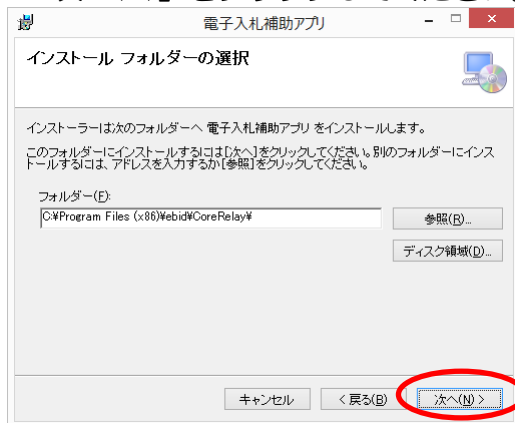 電子入札補助アプリ
インストール フォルダーの選択
インストーラーは次のフォルダーへ 電子入札補助アプリ をインストールします。
このフォルダーにインストールするには[次へ]をクリックしてください。別のフォルダーにインス
トールするには、アドレスを入力するか[参照]をクリックしてください。
フォルダー(F):
C:¥Program Files (x86)¥ebid¥CoreRelay¥
参照(R)...
ディスク領域(D)...
キャンセル
< 戻る(B)
次へ(N) >